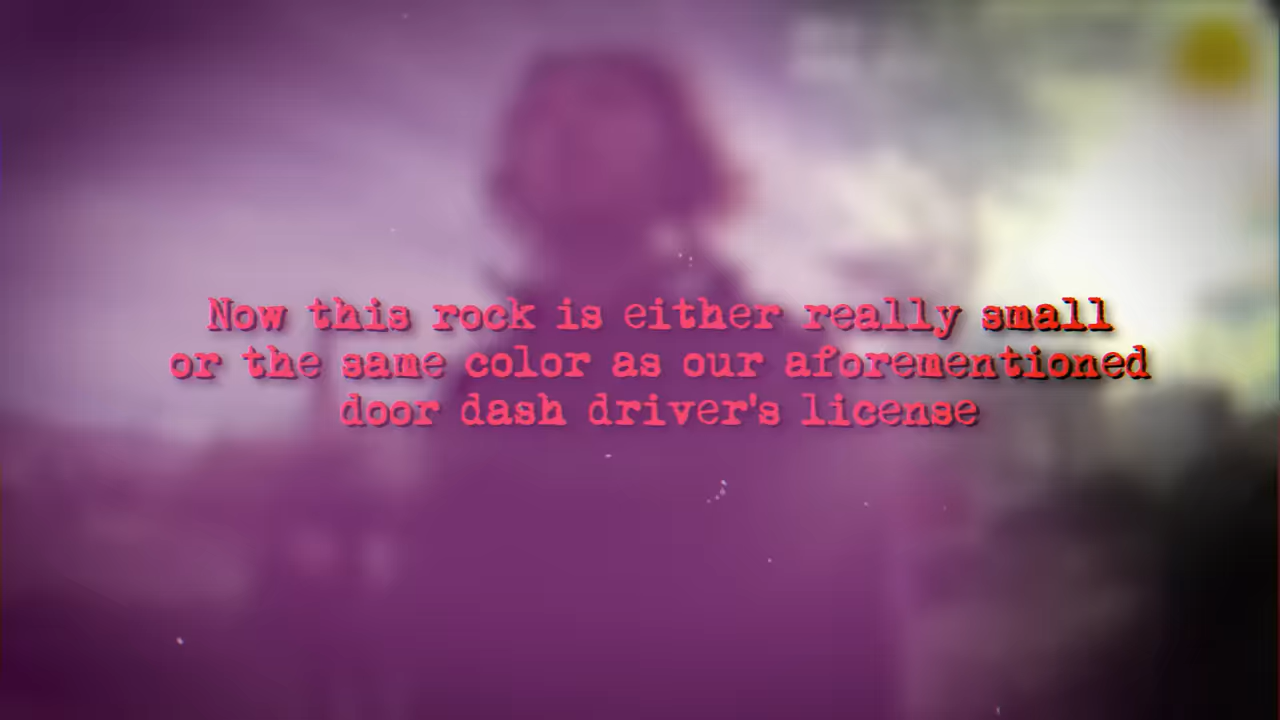 Now this rock is either really small
or the same color as our aforementioned
door dash driver's license